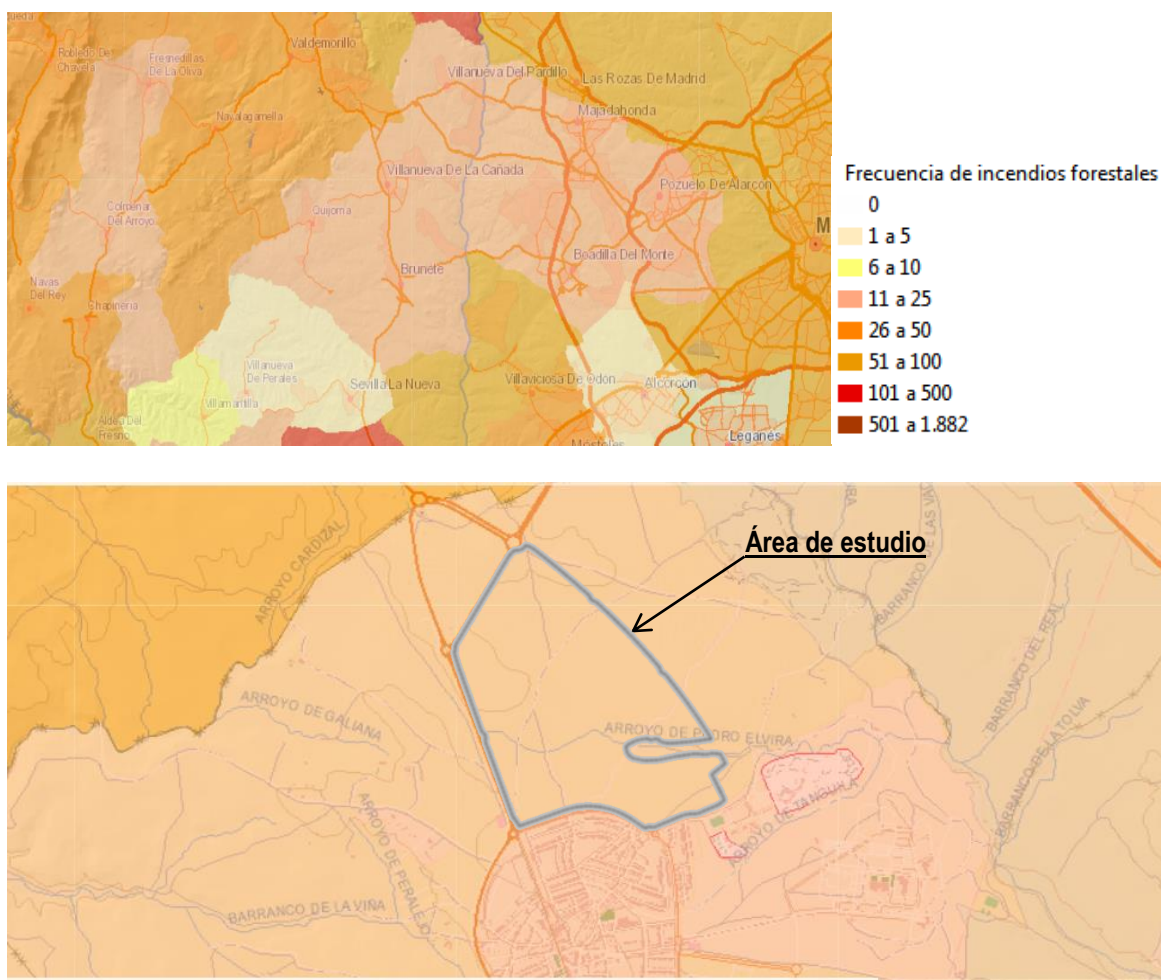 Robledo De
Chavela
Fresnedillas
De La Oliva
Valdemorillo
Villanueva Del Pardillo
Las Rozas De Madrid
Majadahonda
Navalagamella
Villanueva De La Cañada
Pozuelo De Alarcón
Colmenar
Del Arroyo
Quijorna
M
Brunete
Boadilla Del Monte
Navas
Del Rey
Chapinería
Villanueva
De Perales
Sevilla La Nueva
Villaviciosa De Odón
Alcorcón
Villamantilla
Aldea Del
Fresno
Móstoles
Leganés
Frecuencia de incendios forestales
0
1 a 5
6 a 10
11 a 25
26 a 50
51 a 100
101 a 500
501 a 1.882
Área de estudio
ARROYO CARDIZAL
BARRANCO DE LAS VA
BARRANCO DEL REAL
ARROYO DE GALIANA
ARROYO DE PEDRO ELVIRA
BARRANCO DE LA TOLVA
ARROYO DE PERALE
BARRANCO DE LA VIÑA